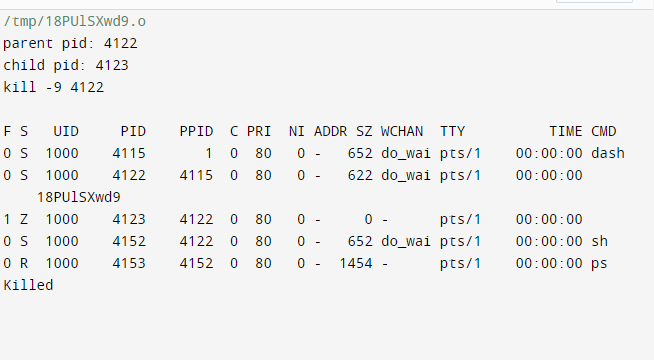 /tmp/18PUlSXwd9.o
parent pid: 4122
child pid: 4123
kill -9 4122

F S   UID     PID    PPID  C PRI  NI ADDR SZ WCHAN  TTY          TIME CMD
0 S  1000    4115       1  0  80   0 -   652 do_wai pts/1    00:00:00 dash
0 S  1000    4122    4115  0  80   0 -   622 do_wai pts/1    00:00:00
    18PUlSXwd9
1 Z  1000    4123    4122  0  80   0 -     0 -      pts/1    00:00:00
0 S  1000    4152    4122  0  80   0 -   652 do_wai pts/1    00:00:00 sh
0 R  1000    4153    4152  0  80   0 -  1454 -      pts/1    00:00:00 ps
Killed